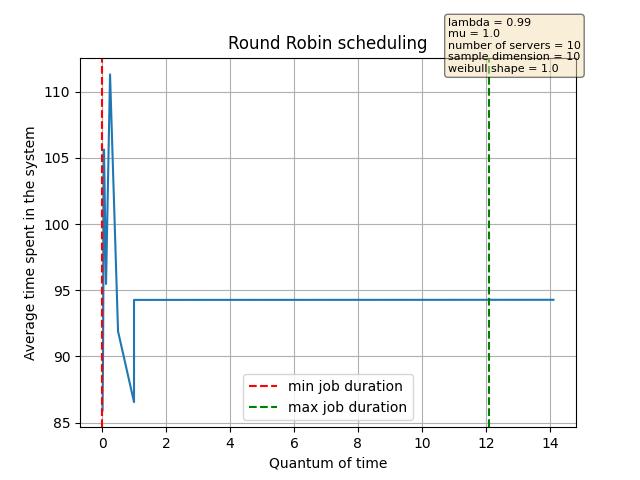 lambda = 0.99
mu = 1.0
number of servers = 10
sample dimension = 10
weibull shape = 1.0
Round Robin scheduling
Average time spent in the system
110
105
100
95
90
85
min job duration
max job duration
0 2 4 6 8 10 12 14
Quantum of time